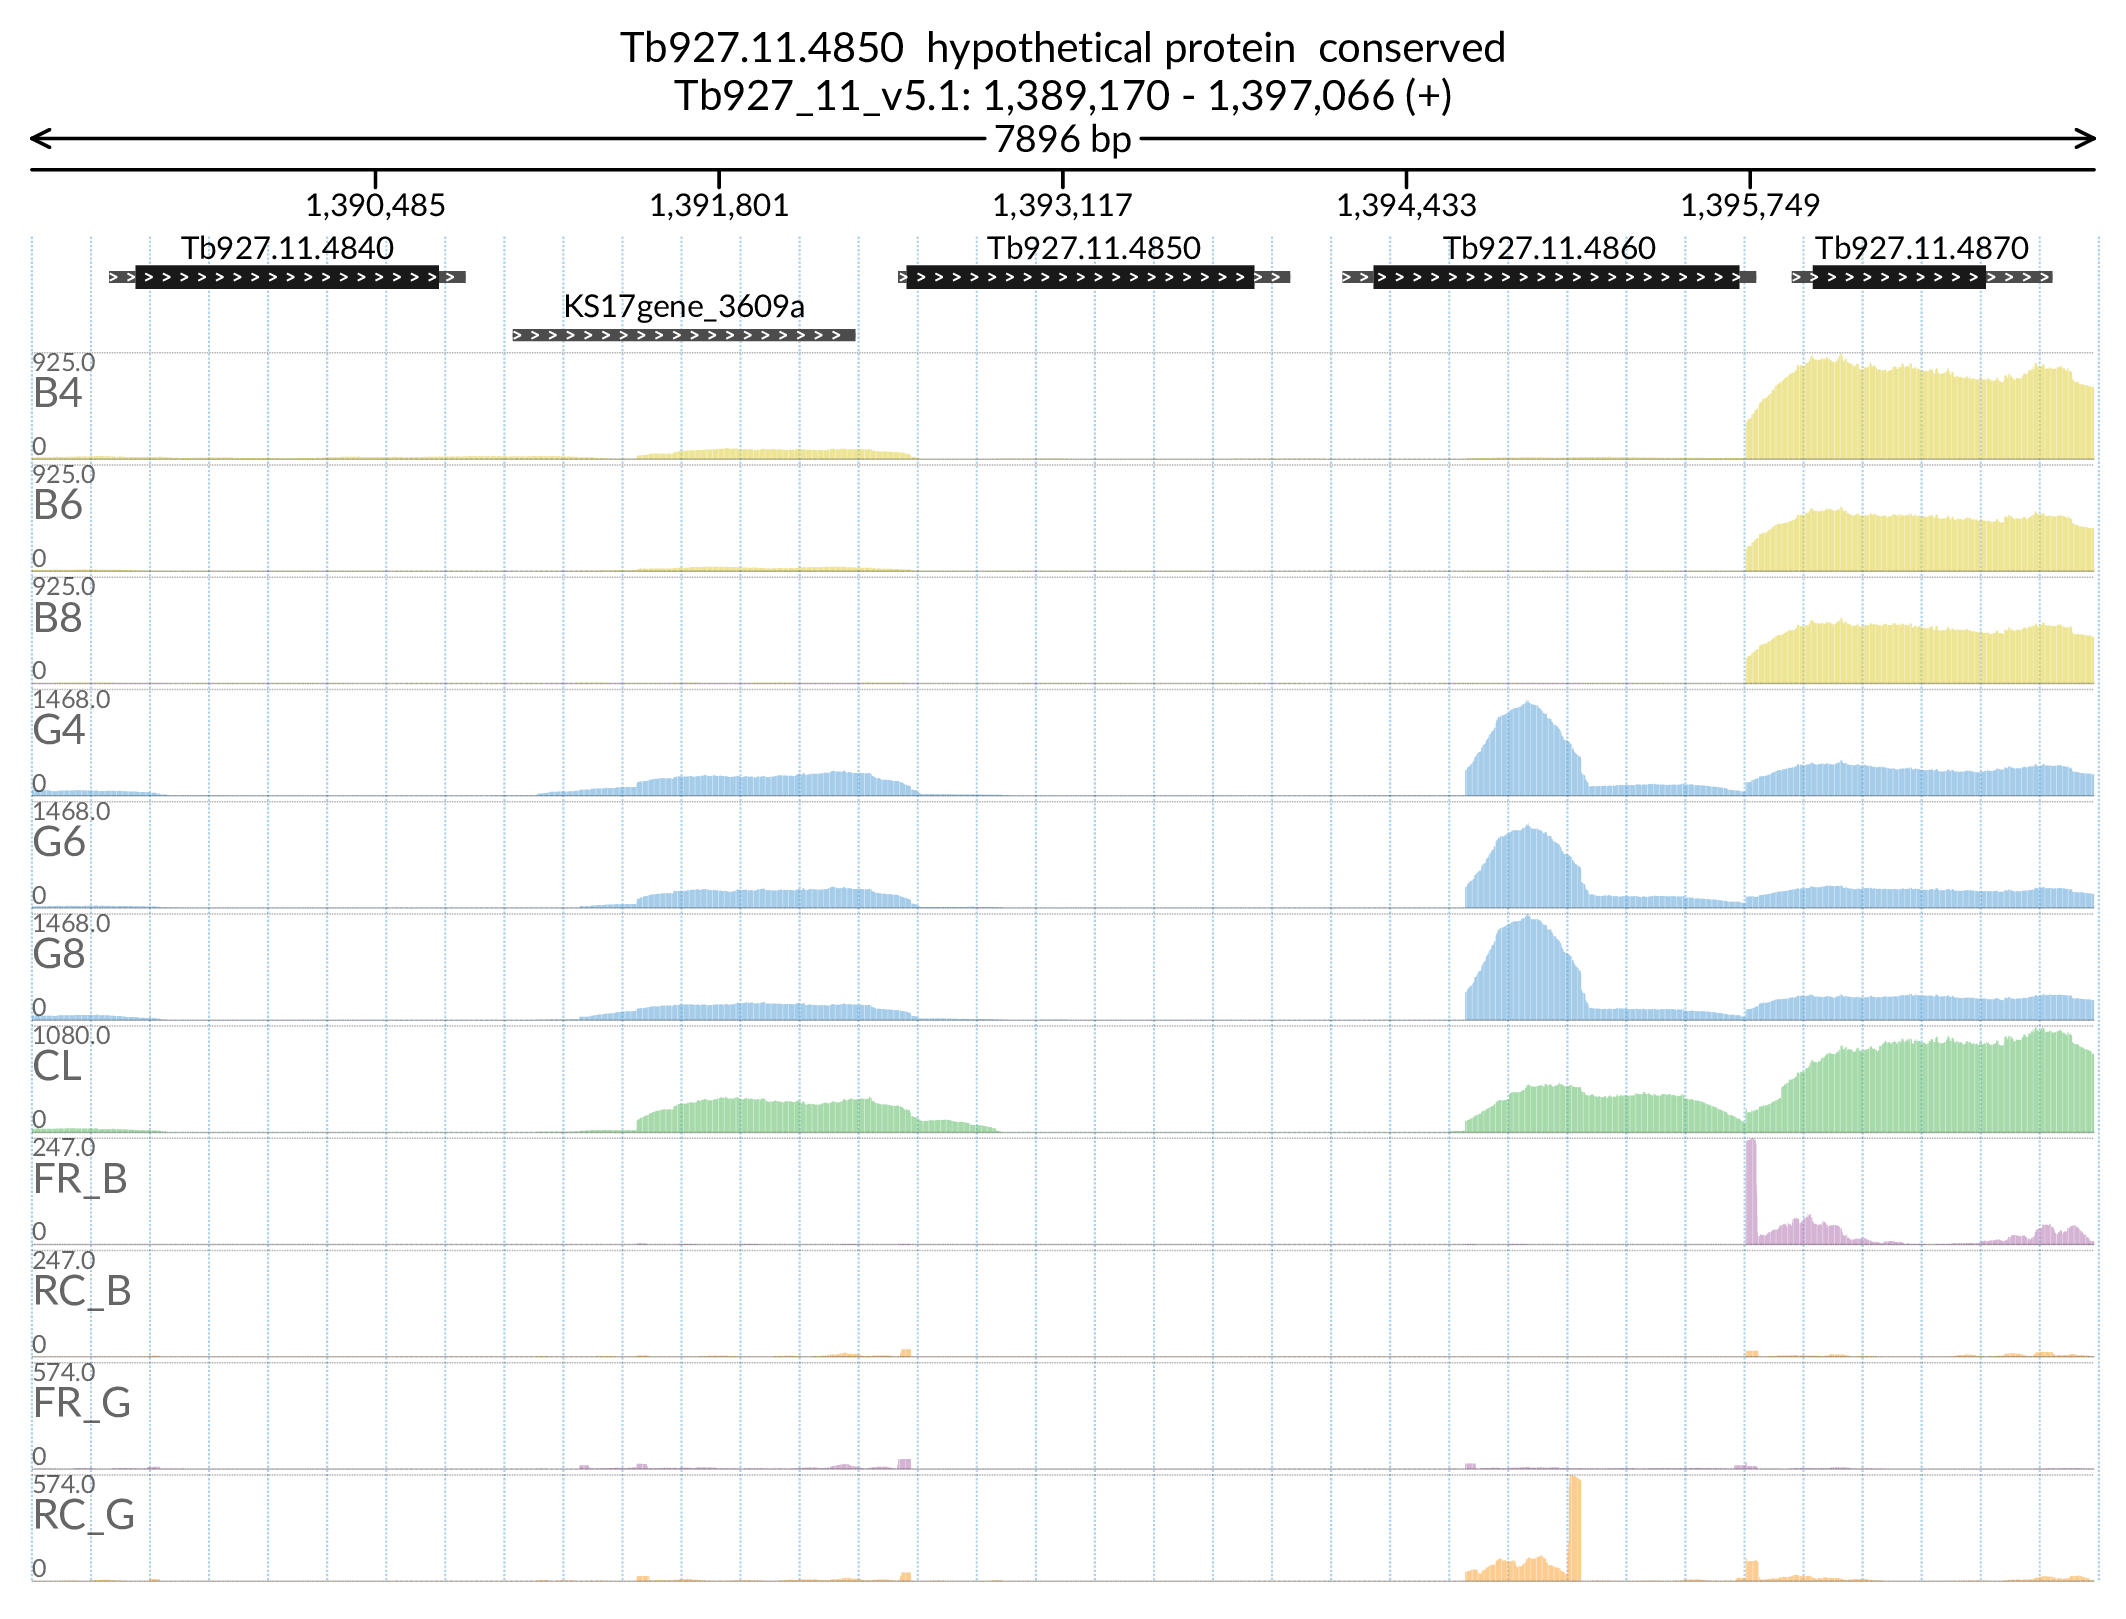 Tb927.11.4850  hypothetical protein  conserved
Tb927_11_v5.1: 1,389,170 - 1,397,066 (+)
7896 bp
1,390,485 1,391,801 1,393,117 1,394,433 1,395,749
Tb927.11.4840 Tb927.11.4850 Tb927.11.4860 Tb927.11.4870
KS17gene_3609a
925.0
B4
0
925.0
B6
0
925.0
B8
0
1468.0
G4
0
1468.0
G6
0
1468.0
G8
0
1080.0
CL
0
247.0
FR_B
0
247.0
RC_B
0
574.0
FR_G
0
574.0
RC_G
0